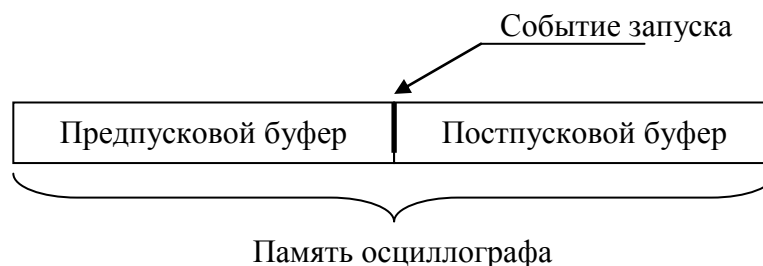 Событие запуска
Предпусковой буфер
Постпусковой буфер
Память осциллографа